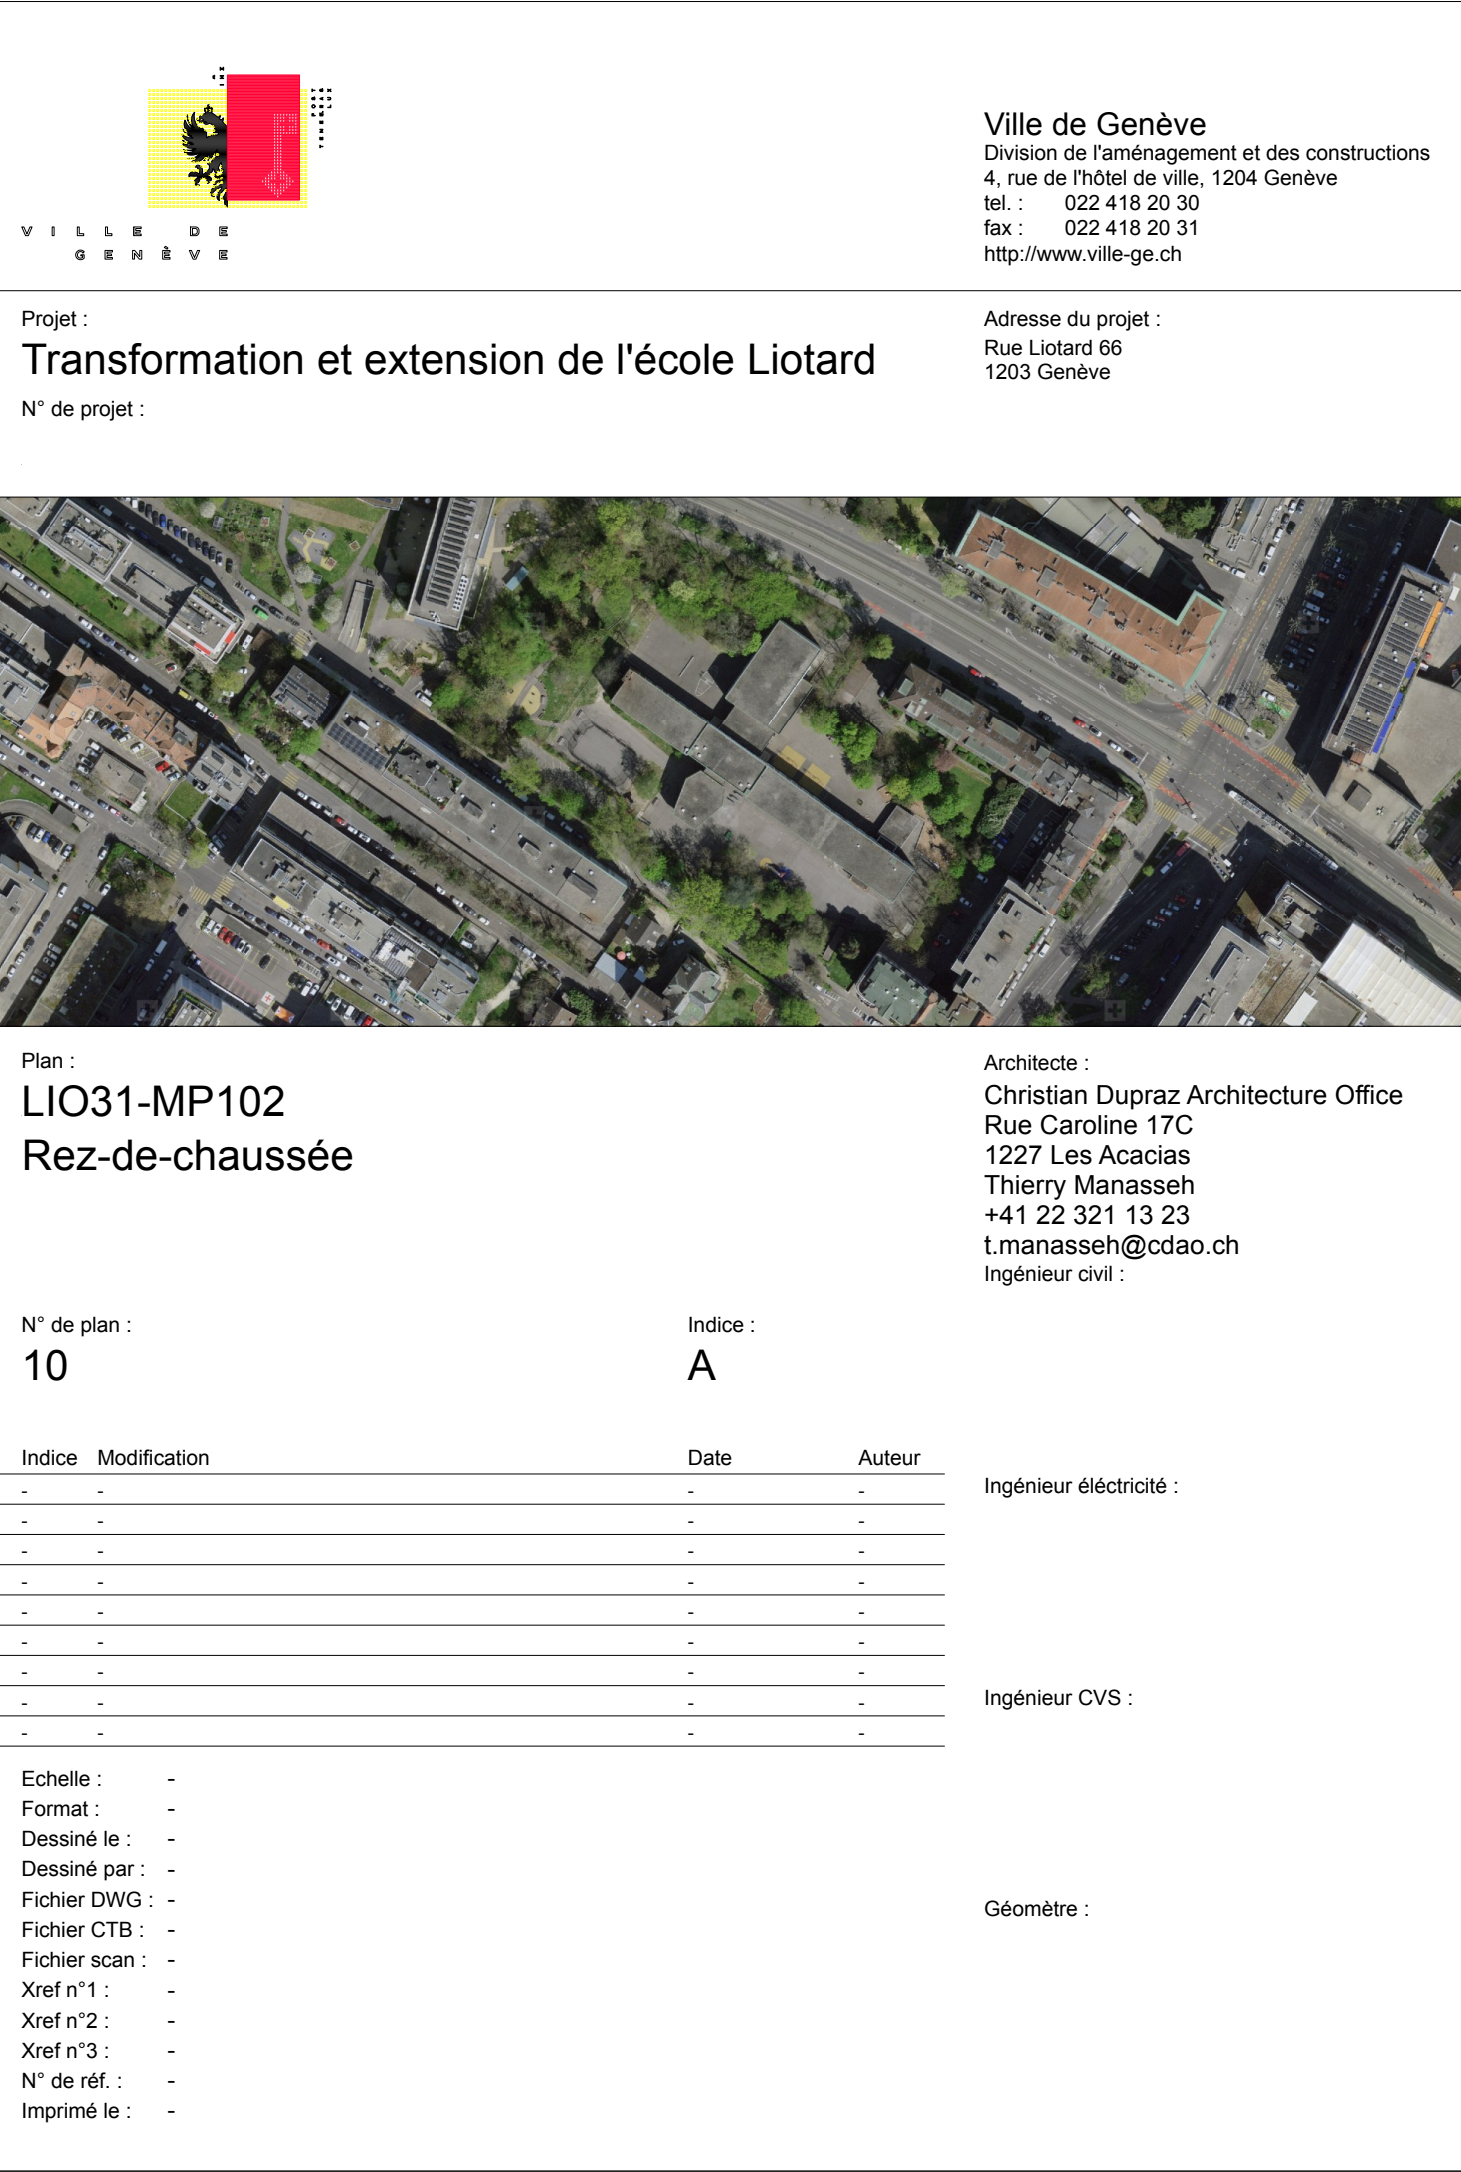 POST
TENEBRAS
LUX
VILLE DE
GENÈVE
Ville de Genève
Division de l'aménagement et des constructions
4, rue de l'hôtel de ville, 1204 Genève
tel. : 022 418 20 30
fax : 022 418 20 31
http://www.ville-ge.ch
Projet :
Transformation et extension de l'école Liotard
N° de projet :
Adresse du projet :
Rue Liotard 66
1203 Genève
Plan :
LIO31-MP102
Rez-de-chaussée
Architecte :
Christian Dupraz Architecture Office
Rue Caroline 17C
1227 Les Acacias
Thierry Manasseh
+41 22 321 13 23
t.manasseh@cdao.ch
Ingénieur civil :
N° de plan :
10
Indice :
A
Indice Modification Date Auteur
- - - -
- - - -
- - - -
- - - -
- - - -
- - - -
- - - -
- - - -
- - - -
Ingénieur éléctricité :
Ingénieur CVS :
Géomètre :
Echelle : -
Format : -
Dessiné le : -
Dessiné par : -
Fichier DWG : -
Fichier CTB : -
Fichier scan : -
Xref n°1 : -
Xref n°2 : -
Xref n°3 : -
N° de réf. : -
Imprimé le : -